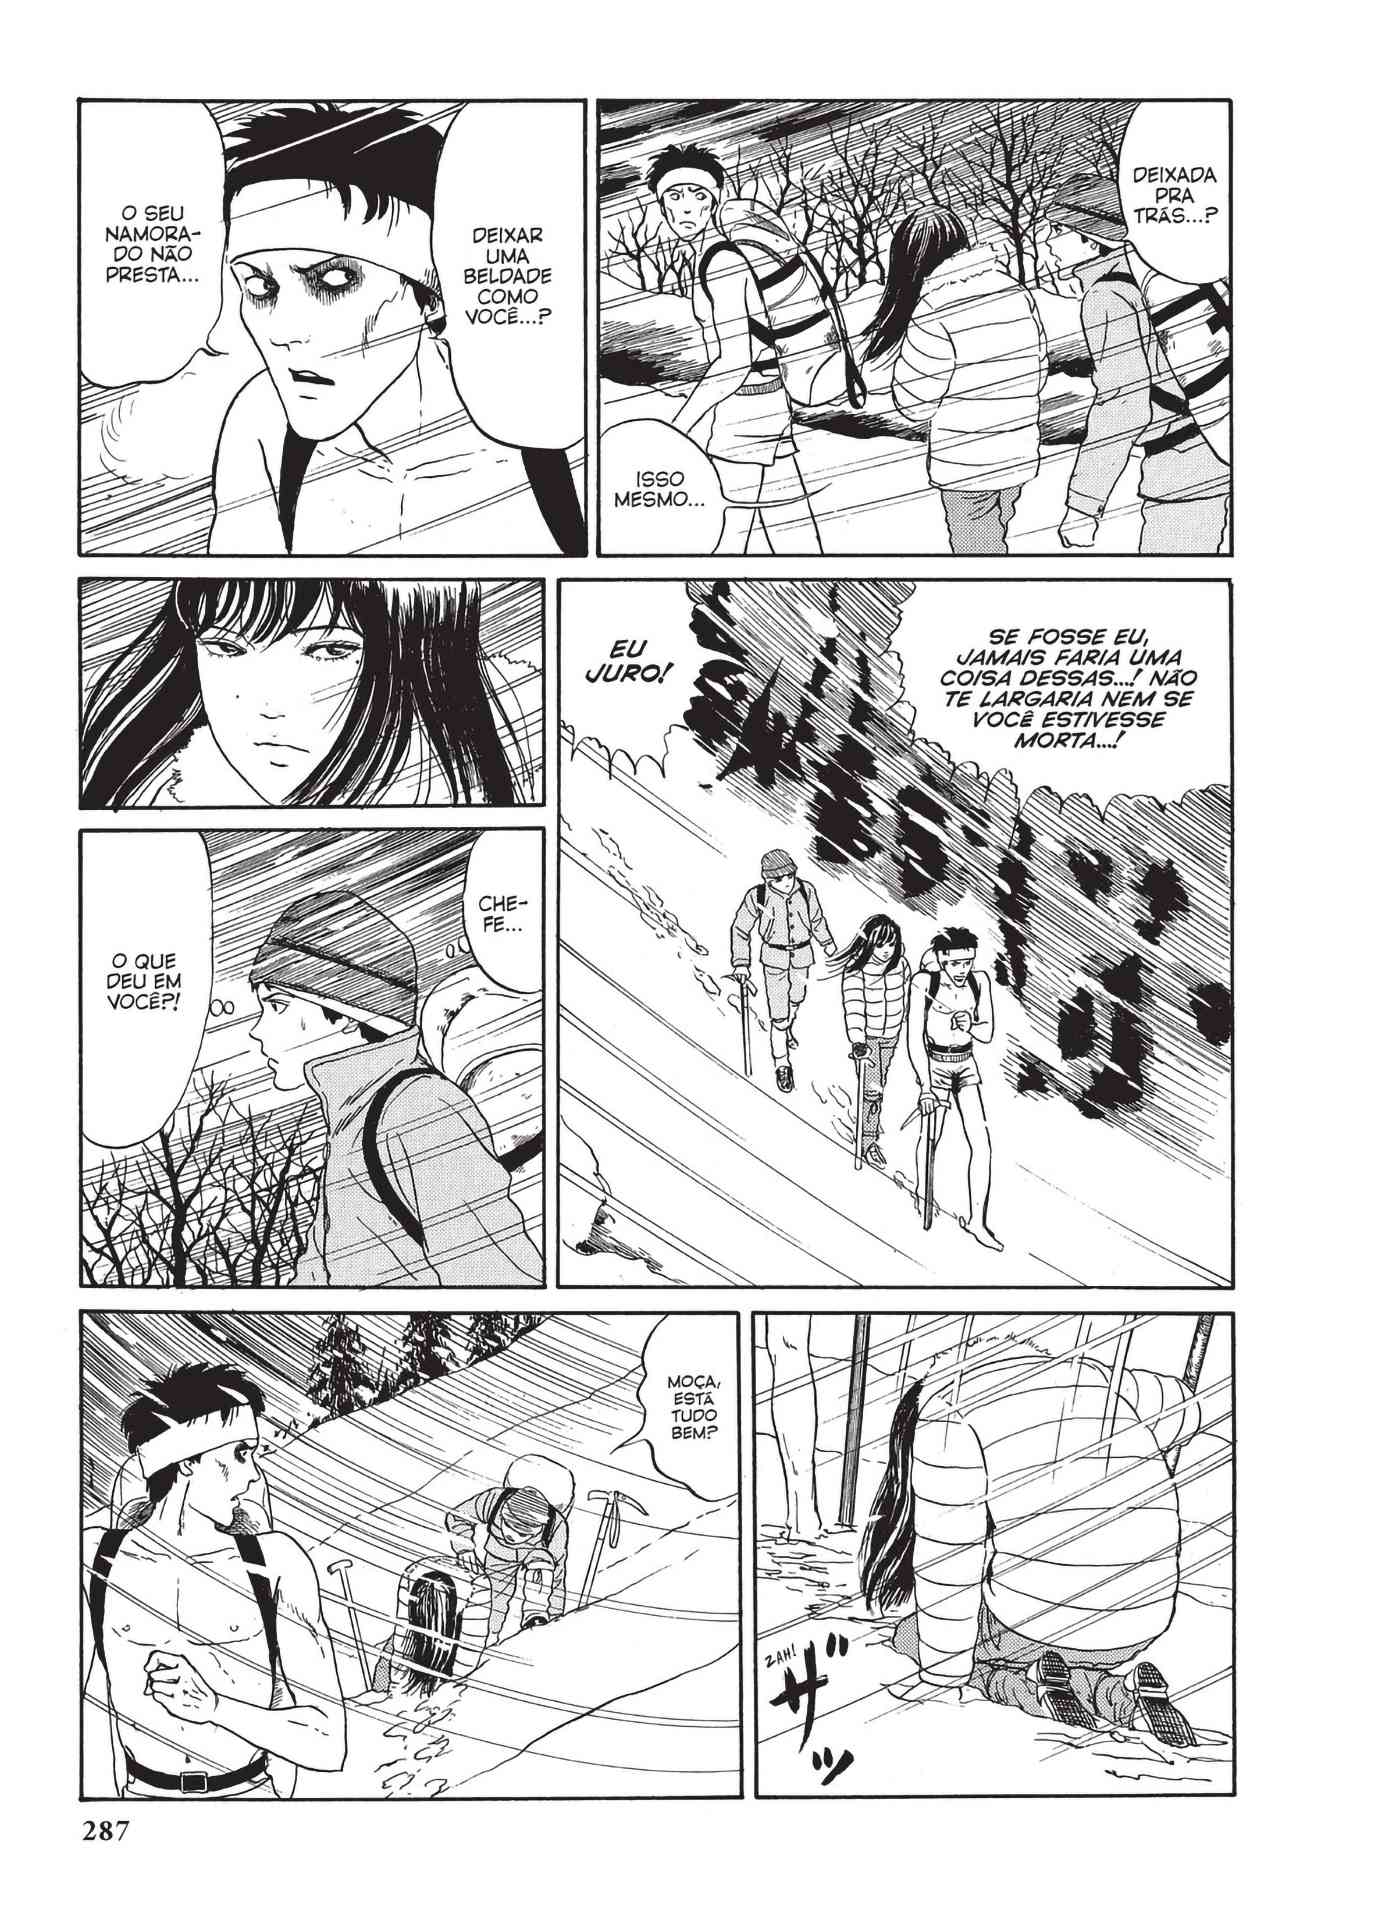 DEIXADA
PRA
TRÁS...?
ISSO
MESMO...
DEIXAR
UMA
BELDADE
COMO
VOCÊ...?
O SEU
NAMORA-
DO NÃO
PRESTA...
SE FOSSE EU,
JAMAIS FARIA UMA
COISA DESSAS...! NÃO
TE LARGARIA NEM SE
VOCÊ ESTIVESSE
MORTA...!
EU
JURO!
CHE-
FE...
O QUE
DEU EM
VOCÊ?!
ZAH!
ザッ
MOÇA,
ESTÁ
TUDO
BEM?
287